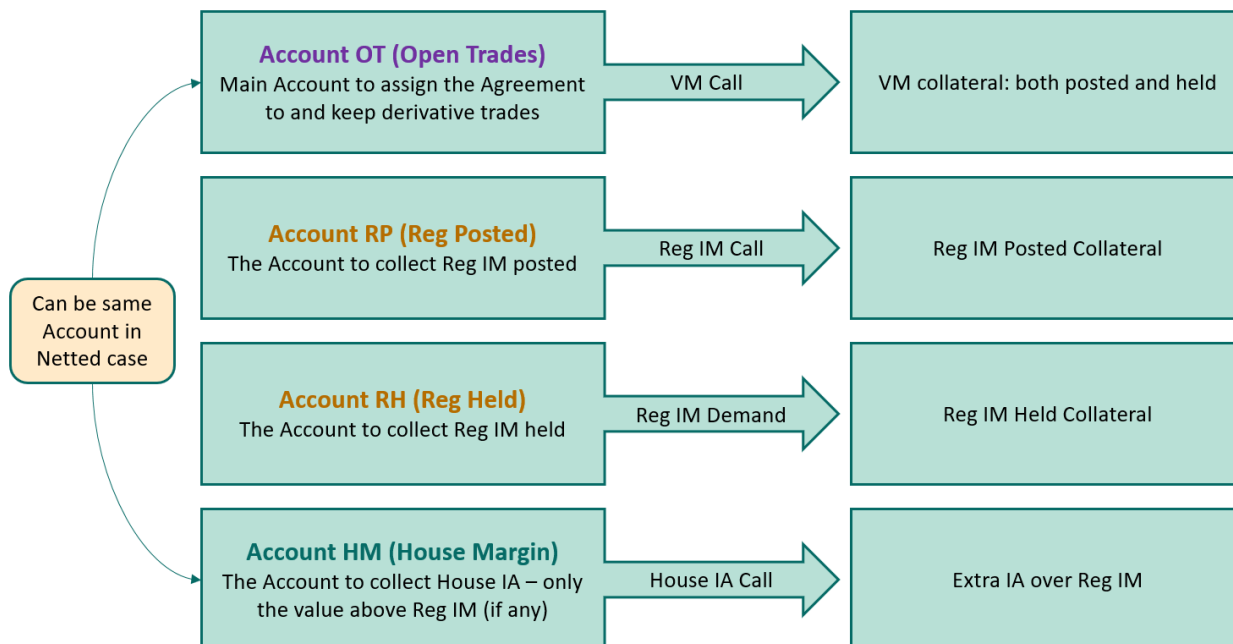 Account OT (Open Trades)
Main Account to assign the Agreement
to and keep derivative trades
VM Call
VM collateral: both posted and held
Account RP (Reg Posted)
The Account to collect Reg IM posted
Reg IM Call
Reg IM Posted Collateral
Can be same
Account in
Netted case
Account RH (Reg Held)
The Account to collect Reg IM held
Reg IM Demand
Reg IM Held Collateral
Account HM (House Margin)
The Account to collect House IA – only
the value above Reg IM (if any)
House IA Call
Extra IA over Reg IM